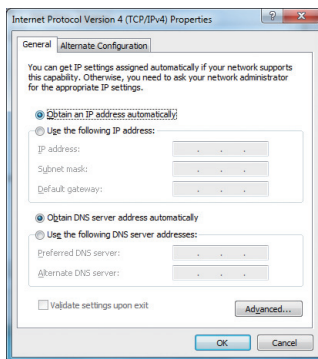 Internet Protocol Version 4 (TCP/IPv4) Properties
General
Alternate Configuration
You can get IP settings assigned automatically if your network supports
this capability. Otherwise, you need to ask your network administrator
for the appropriate IP settings.
Obtain an IP address automatically
Use the following IP address:
IP address:
Subnet mask:
Default gateway:
Obtain DNS server address automatically
Use the following DNS server addresses:
Preferred DNS server:
Alternate DNS server:
Validate settings upon exit
Advanced...
OK
Cancel